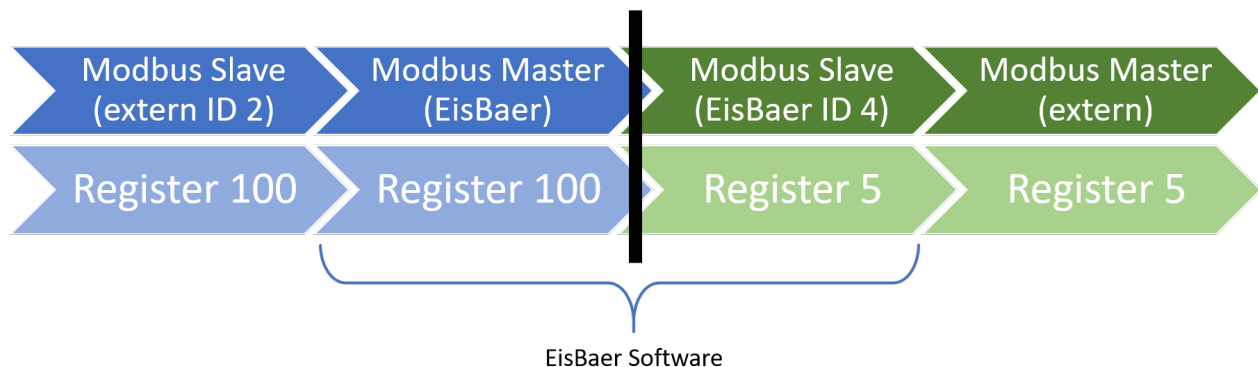 Modbus Slave
(extern ID 2)
Modbus Master
(EisBaer)
Modbus Slave
(EisBaer ID 4)
Modbus Master
(extern)
Register 100
Register 100
Register 5
Register 5
EisBaer Software